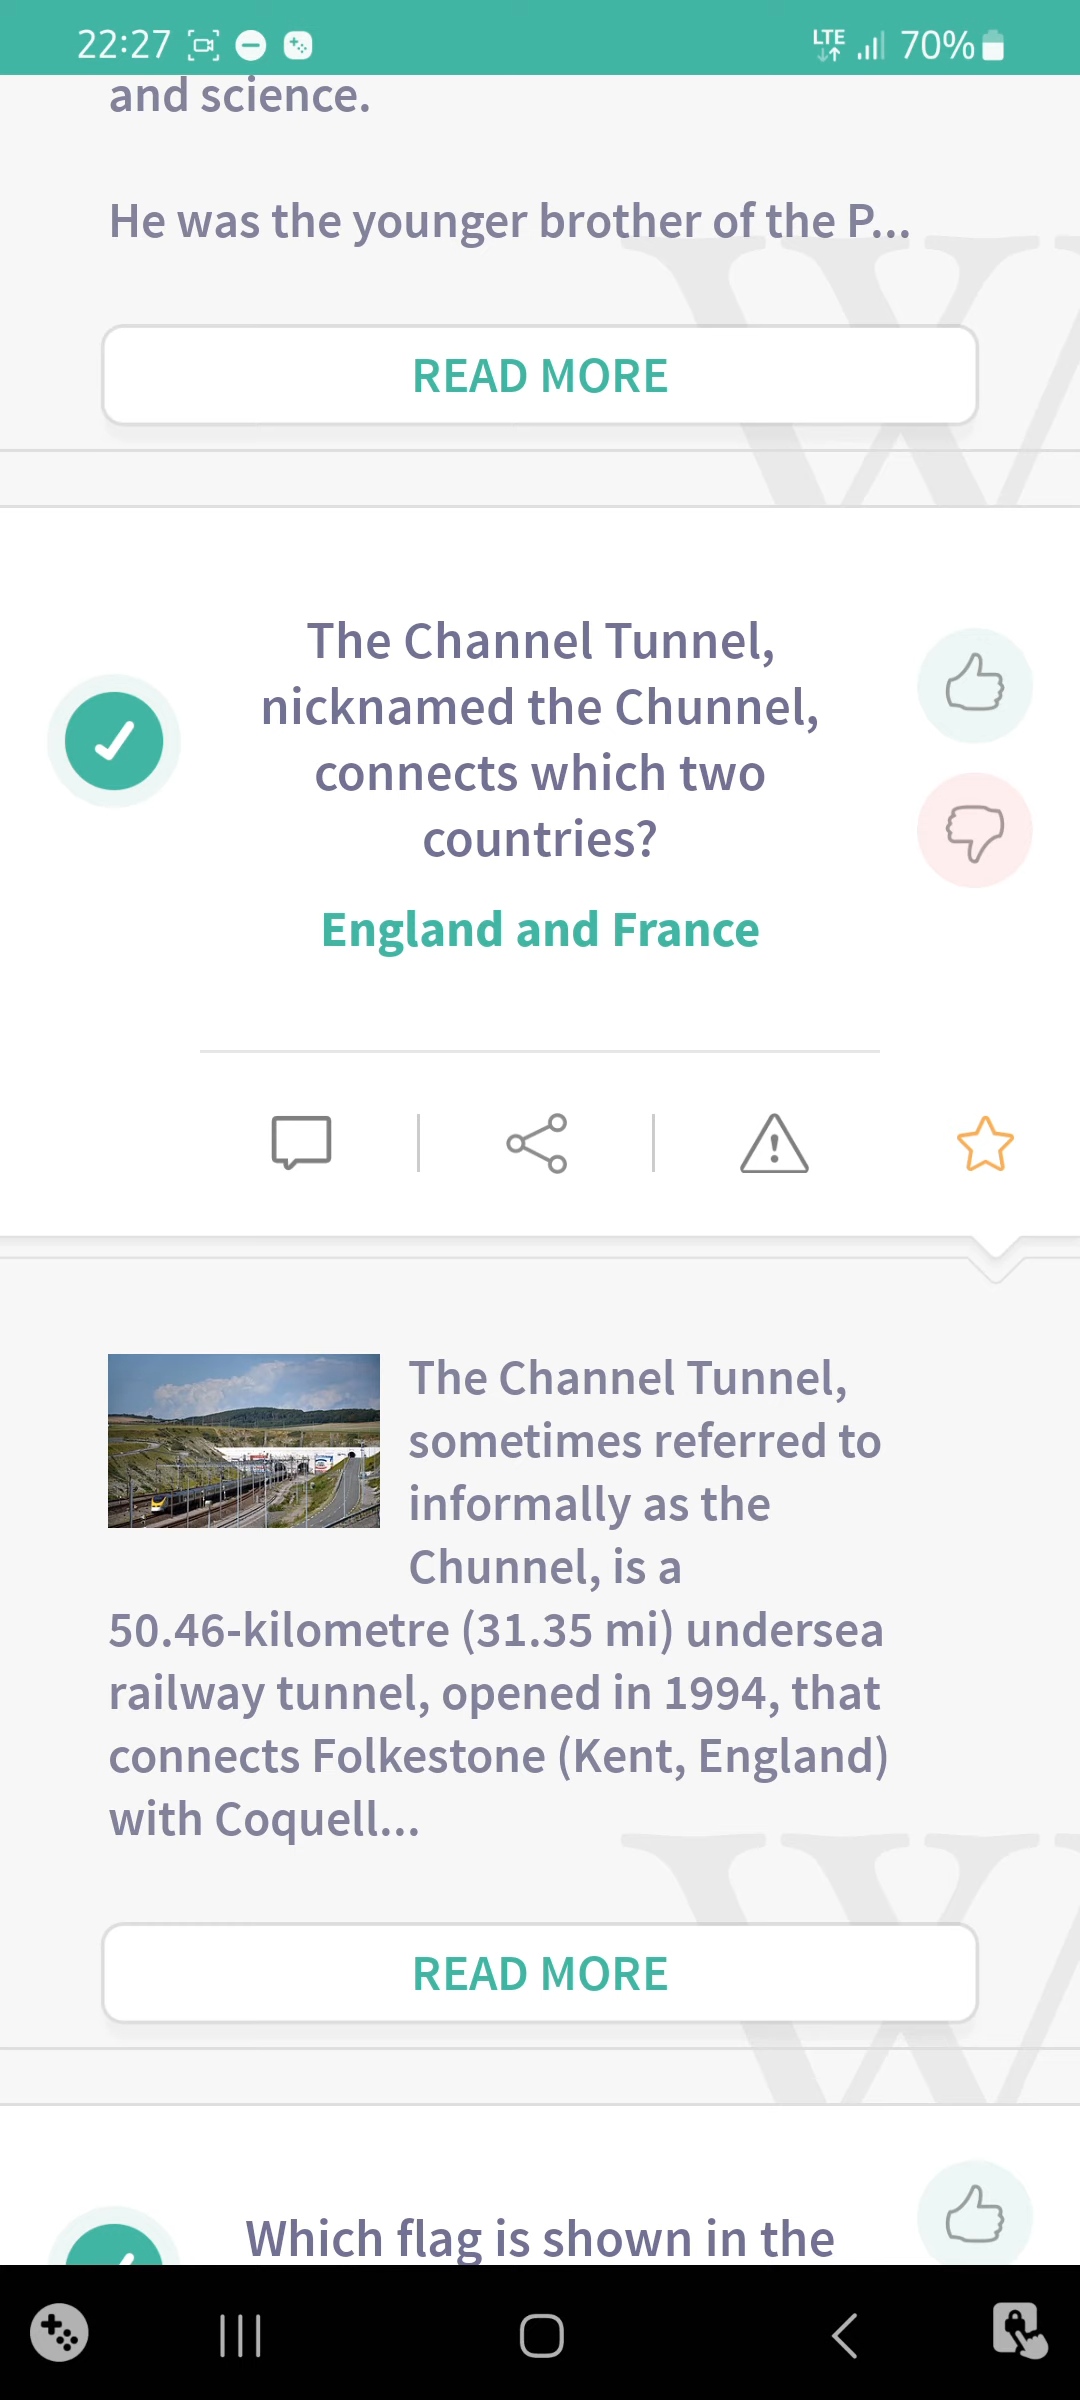 22:27 LTE 70%
and science.
He was the younger brother of the P...
READ MORE
The Channel Tunnel,
nicknamed the Chunnel,
connects which two
countries?
England and France
The Channel Tunnel,
sometimes referred to
informally as the
Chunnel, is a
50.46-kilometre (31.35 mi) undersea
railway tunnel, opened in 1994, that
connects Folkestone (Kent, England)
with Coquell...
READ MORE
Which flag is shown in the